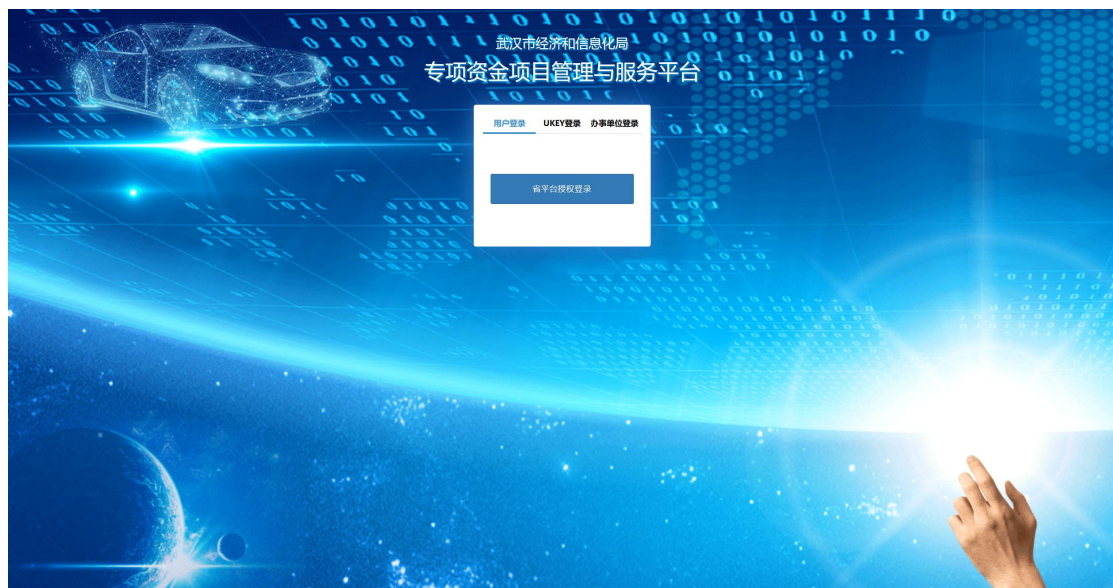 武汉市经济和信息化局
专项资金项目管理与服务平台
用户登录 UKEY登录 办事单位登录
省平台授权登录